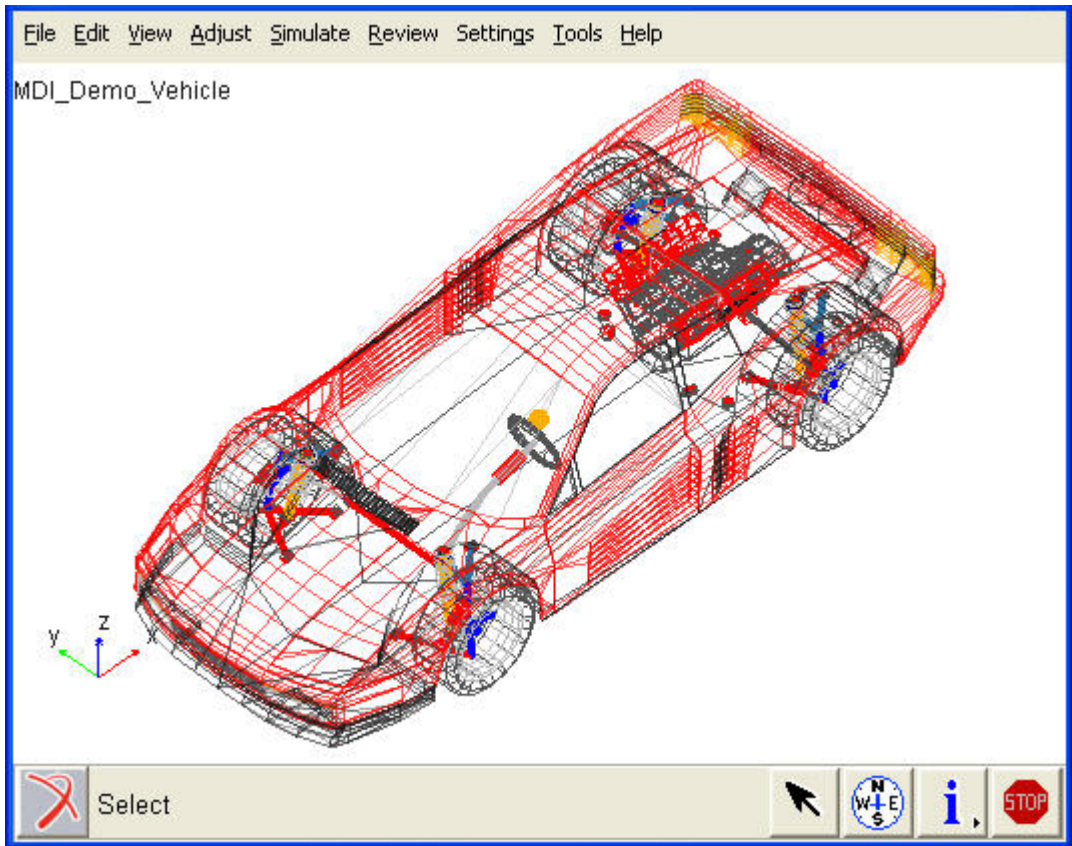 File Edit View Adjust Simulate Review Settings Tools Help
MDI_Demo_Vehicle
z
y x
Select
N
W E
S
i
STOP